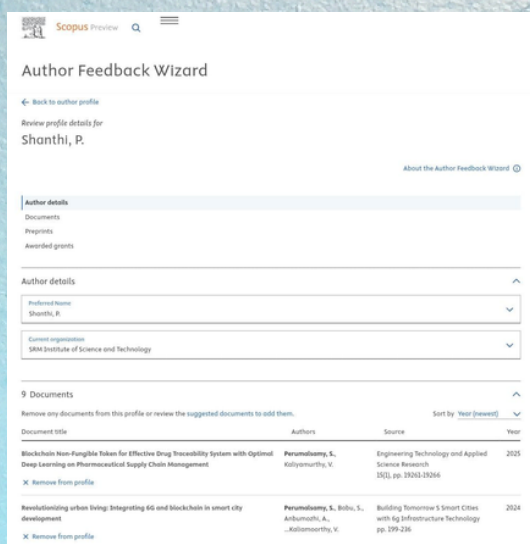 Scopus Preview
Author Feedback Wizard
Back to author profile
Review profile details for
Shanthi, P.
About the Author Feedback Wizard
Author details
Documents
Preprints
Awarded grants
Author details
Preferred Name
Shanthi, P.
Current organization
SRM Institute of Science and Technology
9 Documents
Remove any documents from this profile or review the suggested documents to add them.
Sort by Year (newest)
Document title Authors Source Year
Blockchain Non-Fungible Token for Effective Drug Traceability System with Optimal Perumalsamy, S., Engineering Technology and Applied 2025
Deep Learning on Pharmaceutical Supply Chain Management Kaliyamurthy, V. Science Research
15(1), pp. 19261-19266
Remove from profile
Revolutionizing urban living: Integrating 6G and blockchain in smart city Perumalsamy, S., Babu, S., Building Tomorrow S Smart Cities 2024
development Anbumozhi, A., with 6g Infrastructure Technology
...Kaliamoorthy, V. pp. 199-236
Remove from profile